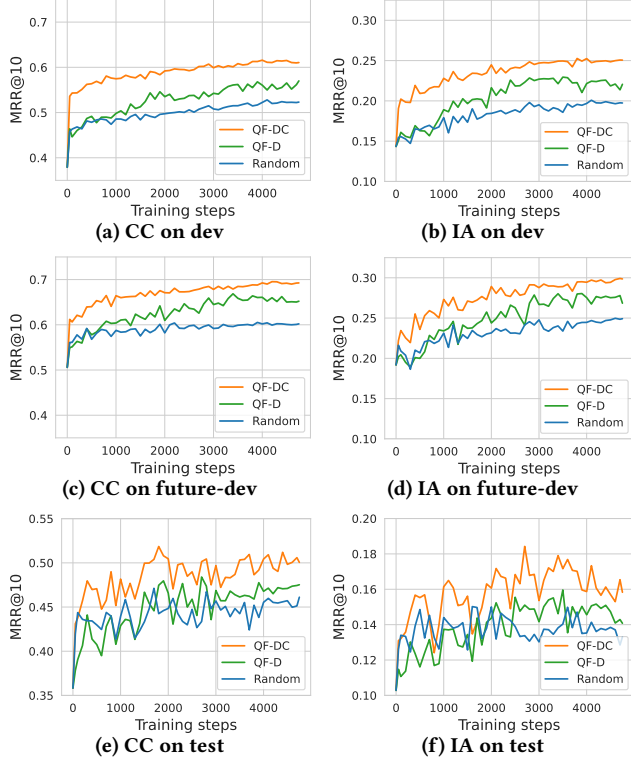 0.7
0.6
0.5
0.4
MRR@10
QF-DC
QF-D
Random
0 1000 2000 3000 4000
Training steps
(a) CC on dev
0.25
0.20
0.15
0.10
MRR@10
QF-DC
QF-D
Random
0 1000 2000 3000 4000
Training steps
(b) IA on dev
0.7
0.6
0.5
0.4
MRR@10
QF-DC
QF-D
Random
0 1000 2000 3000 4000
Training steps
(c) CC on future-dev
0.30
0.25
0.20
0.15
0.10
MRR@10
QF-DC
QF-D
Random
0 1000 2000 3000 4000
Training steps
(d) IA on future-dev
0.55
0.50
0.45
0.40
0.35
MRR@10
QF-DC
QF-D
Random
0 1000 2000 3000 4000
Training steps
(e) CC on test
0.20
0.18
0.16
0.14
0.12
0.10
MRR@10
QF-DC
QF-D
Random
0 1000 2000 3000 4000
Training steps
(f) IA on test